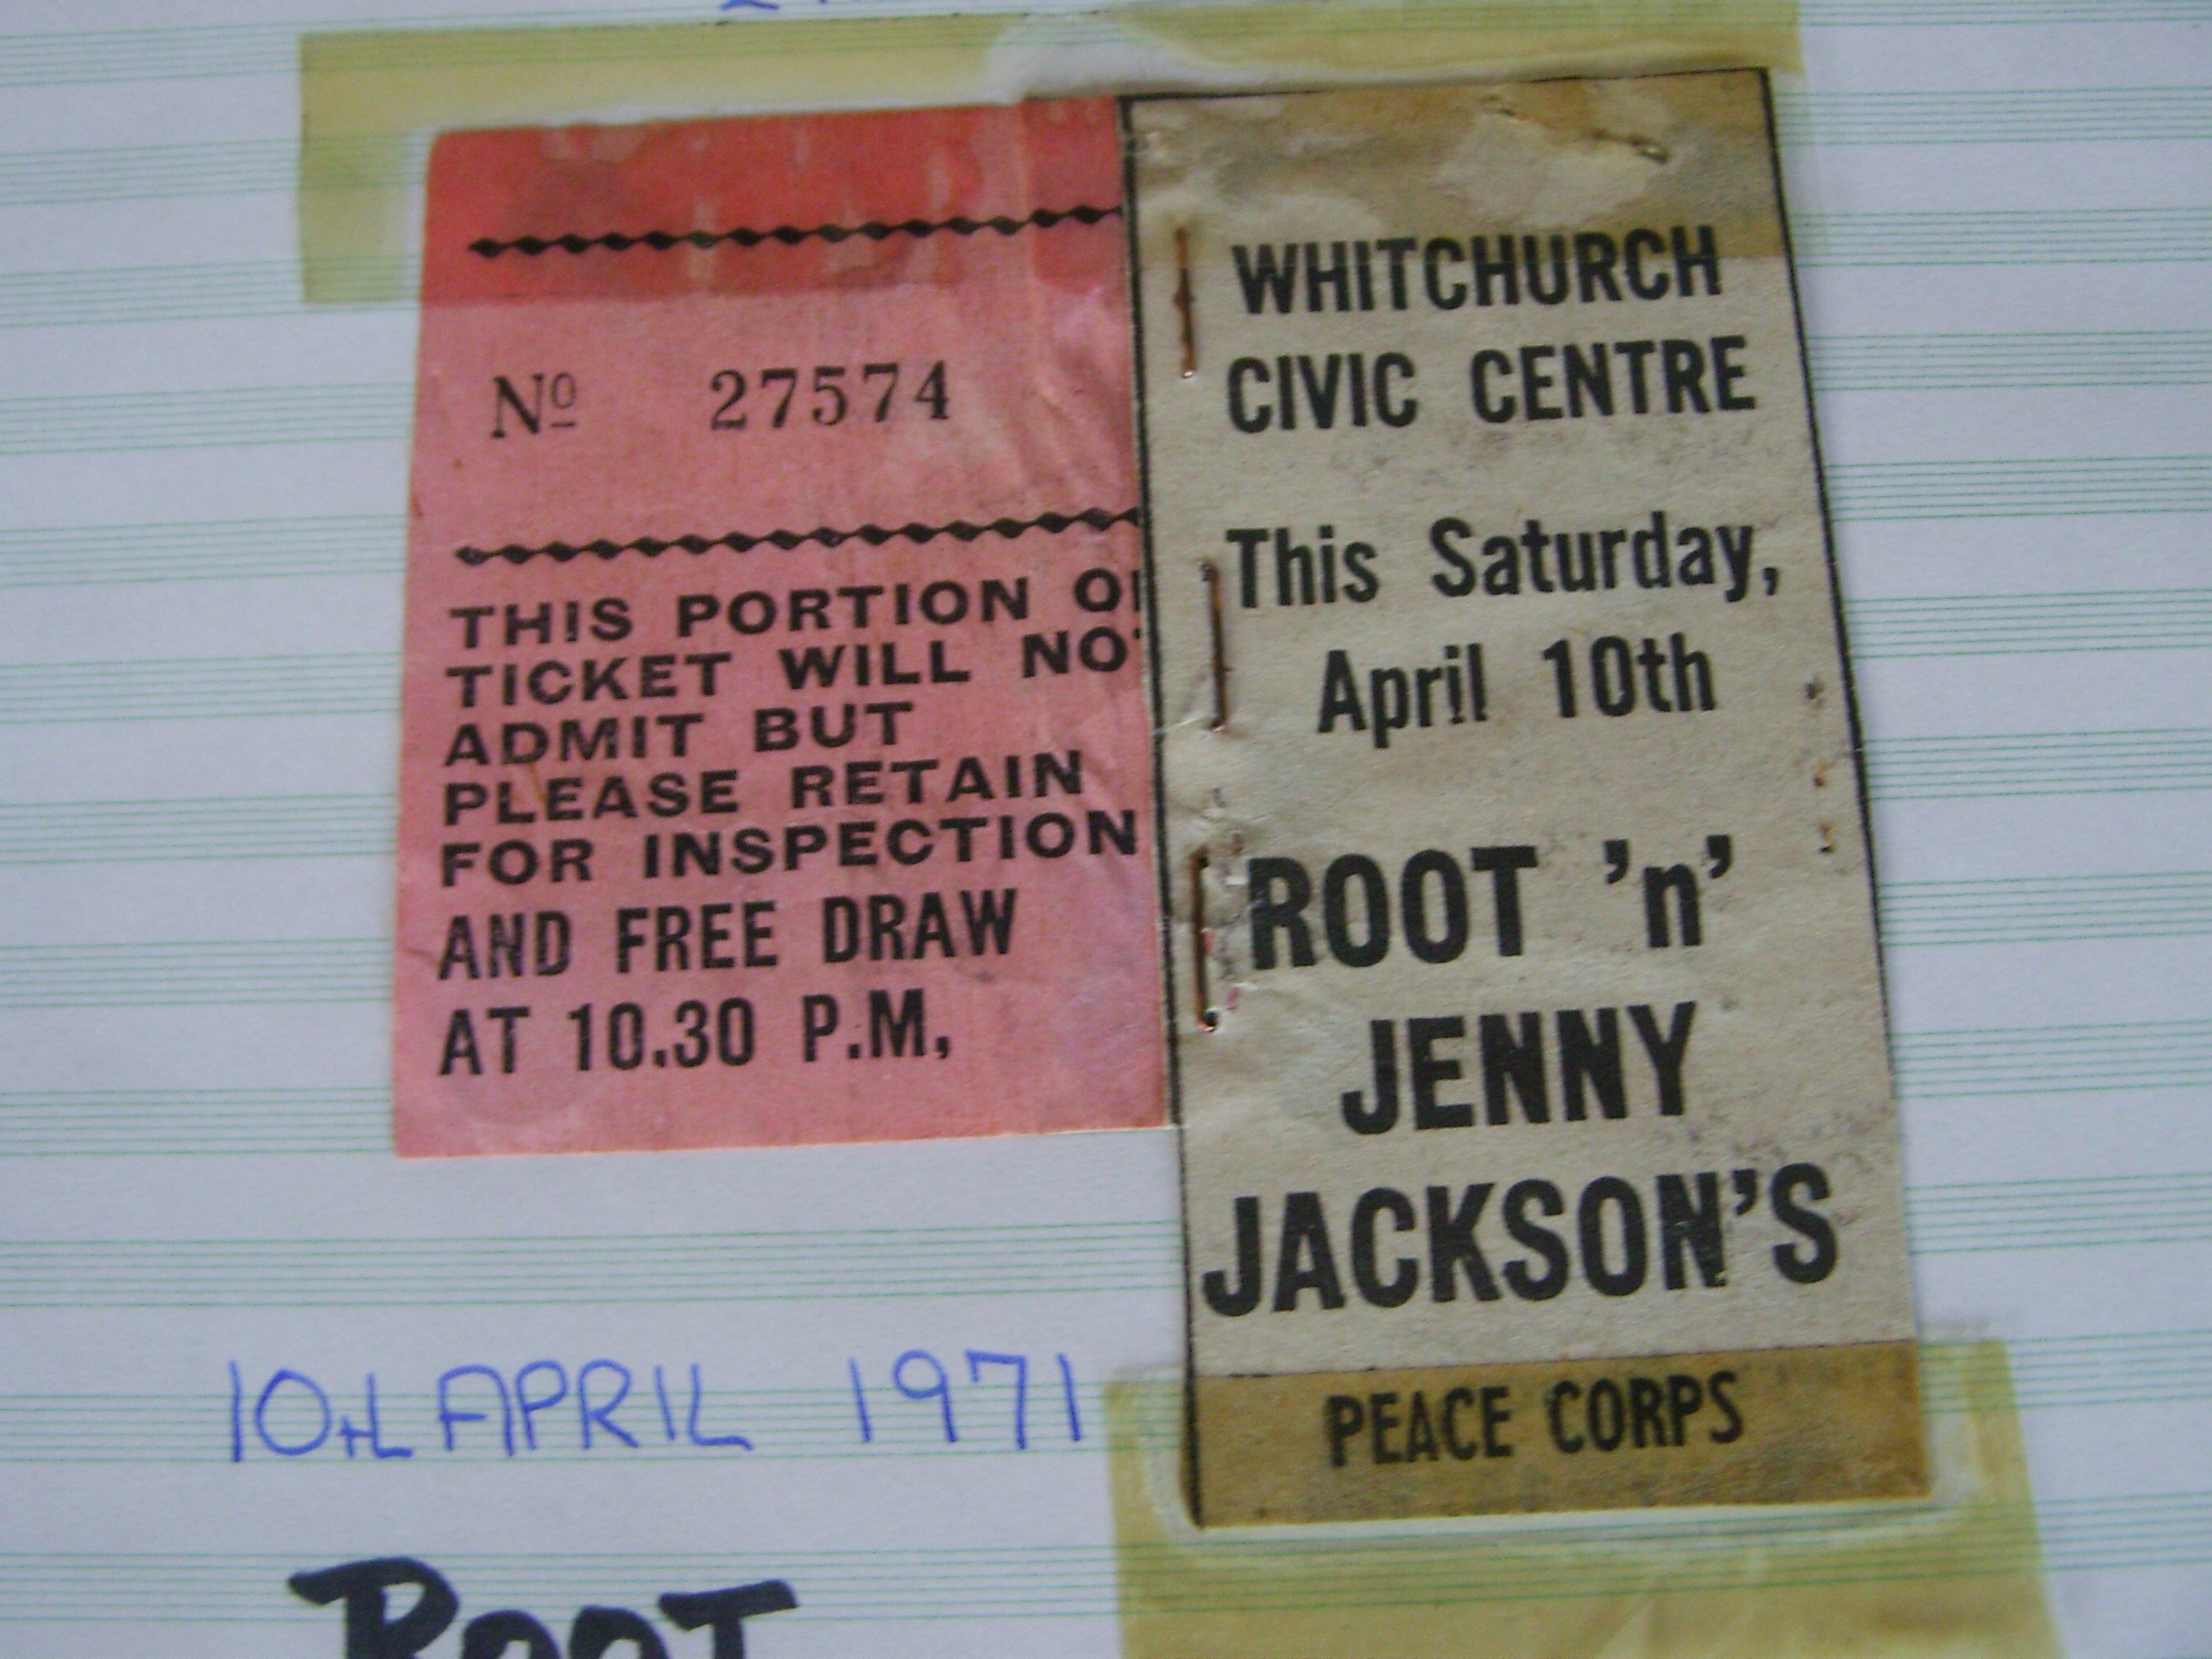 Nº 27574
THIS PORTION O
TICKET WILL NO
ADMIT BUT
PLEASE RETAIN
FOR INSPECTION
AND FREE DRAW
AT 10.30 P.M,
WHITCHURCH
CIVIC CENTRE
This Saturday,
April 10th
ROOT 'n'
JENNY
JACKSON'S
PEACE CORPS
10th APRIL 1971
ROOT